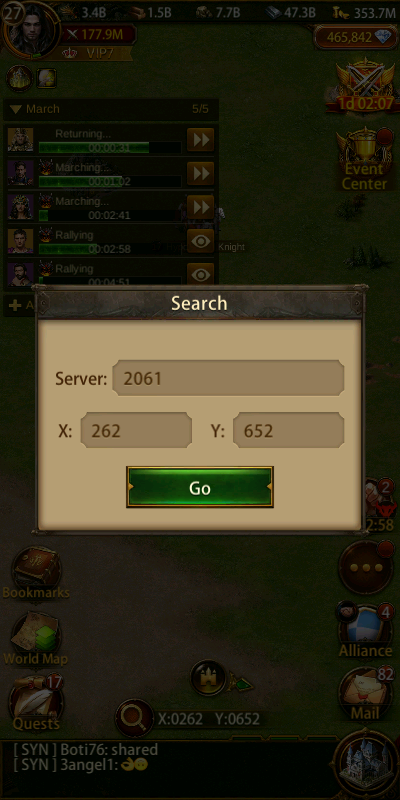 27
3.4B 1.5B 7.7B 47.3B 353.7M
177.9M
465,842
VIP7
1d 02:07
March 5/5
Returning...
00:00:31
Marching...
00:01:02
Marching...
00:02:41
Rallying
00:02:58
Knight
Rallying
00:04:51
Event
Center
Search
Server: 2061
X: 262 Y: 652
Go
2
2:58
Bookmarks
4
World Map
Alliance
17
82
Quests
Mail
X:0262 Y:0652
[ SYN ] Boti76: shared
[ SYN ] 3angel1: